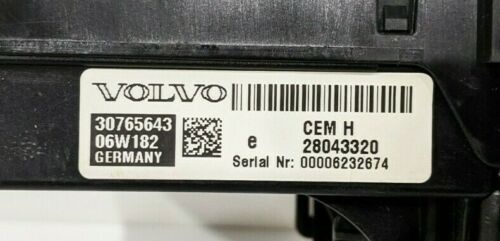 VOLVO
30765643
06W182
GERMANY
e
CEM H
28043320
Serial Nr: 00006232674